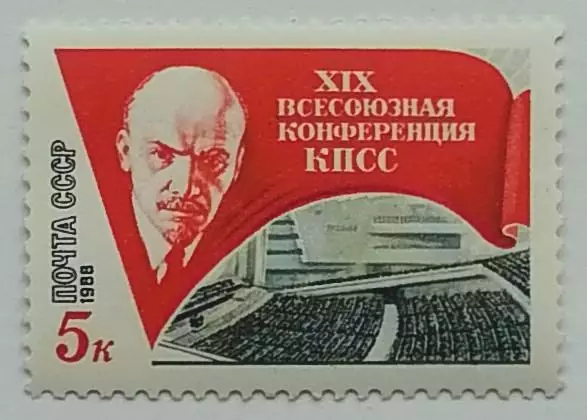 XIX
ВСЕСОЮЗНАЯ
КОНФЕРЕНЦИЯ
КПСС
ПОЧТА СССР
1988
5к